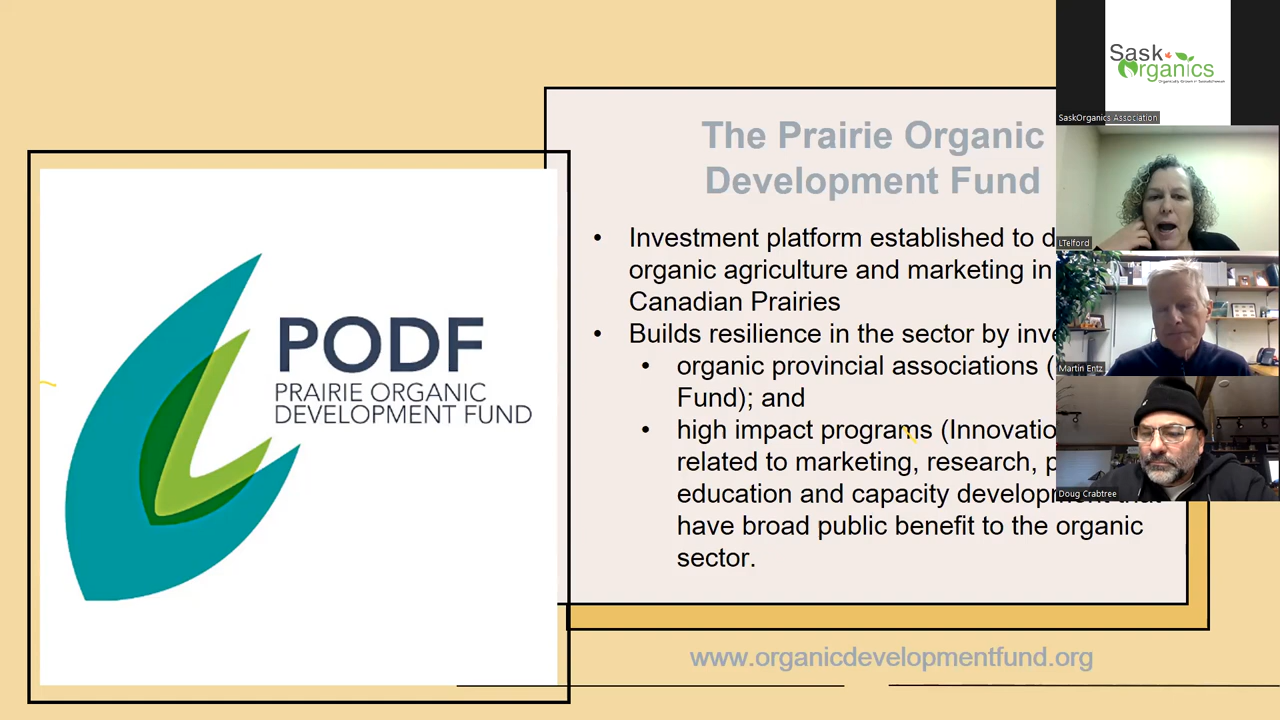 The Prairie Organic
Development Fund
• Investment platform established to d
organic agriculture and marketing in
Canadian Prairies
• Builds resilience in the sector by inve
• organic provincial associations (
Fund); and
• high impact programs (Innovatio
related to marketing, research, p
education and capacity development that
have broad public benefit to the organic
sector.
www.organicdevelopmentfund.org
PODF
PRAIRIE ORGANIC
DEVELOPMENT FUND
Sask
Organics
SaskOrganics Association
LTelford
Martin Entz
Doug Crabtree